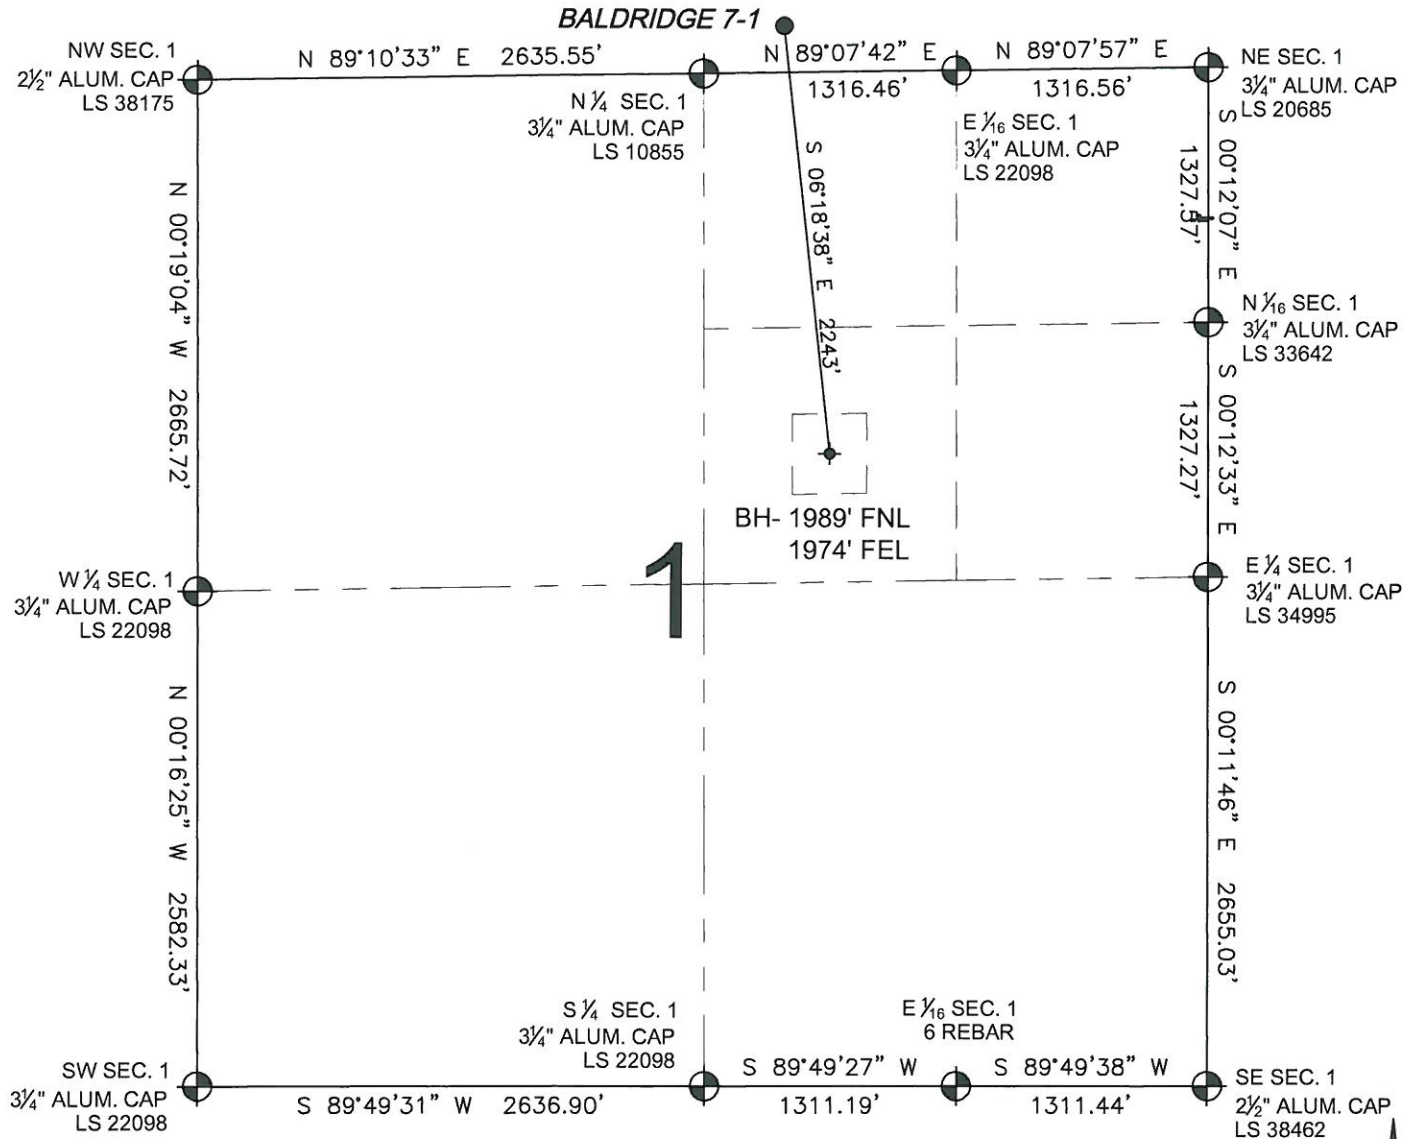 BALDRIDGE 7-1
NW SEC. 1
2½" ALUM. CAP
LS 38175
N 89°10'33" E 2635.55'
N ¼ SEC. 1
3¼" ALUM. CAP
LS 10855
N 89°07'42" E
1316.46'
N 89°07'57" E
1316.56'
E 1⁄16 SEC. 1
3¼" ALUM. CAP
LS 22098
NE SEC. 1
3¼" ALUM. CAP
LS 20685
S 00°12'07" E
1327.57'
S 06°18'38" E 2243'
N 00°19'04" W 2665.72'
N 1⁄16 SEC. 1
3¼" ALUM. CAP
LS 33642
S 00°12'33" E
1327.27'
BH- 1989' FNL
1974' FEL
1
W ¼ SEC. 1
3¼" ALUM. CAP
LS 22098
E ¼ SEC. 1
3¼" ALUM. CAP
LS 34995
N 00°16'25" W 2582.33'
S 00°11'46" E 2655.03'
S ¼ SEC. 1
3¼" ALUM. CAP
LS 22098
E 1⁄16 SEC. 1
6 REBAR
SW SEC. 1
3¼" ALUM. CAP
LS 22098
S 89°49'31" W 2636.90'
S 89°49'27" W
1311.19'
S 89°49'38" W
1311.44'
SE SEC. 1
2½" ALUM. CAP
LS 38462